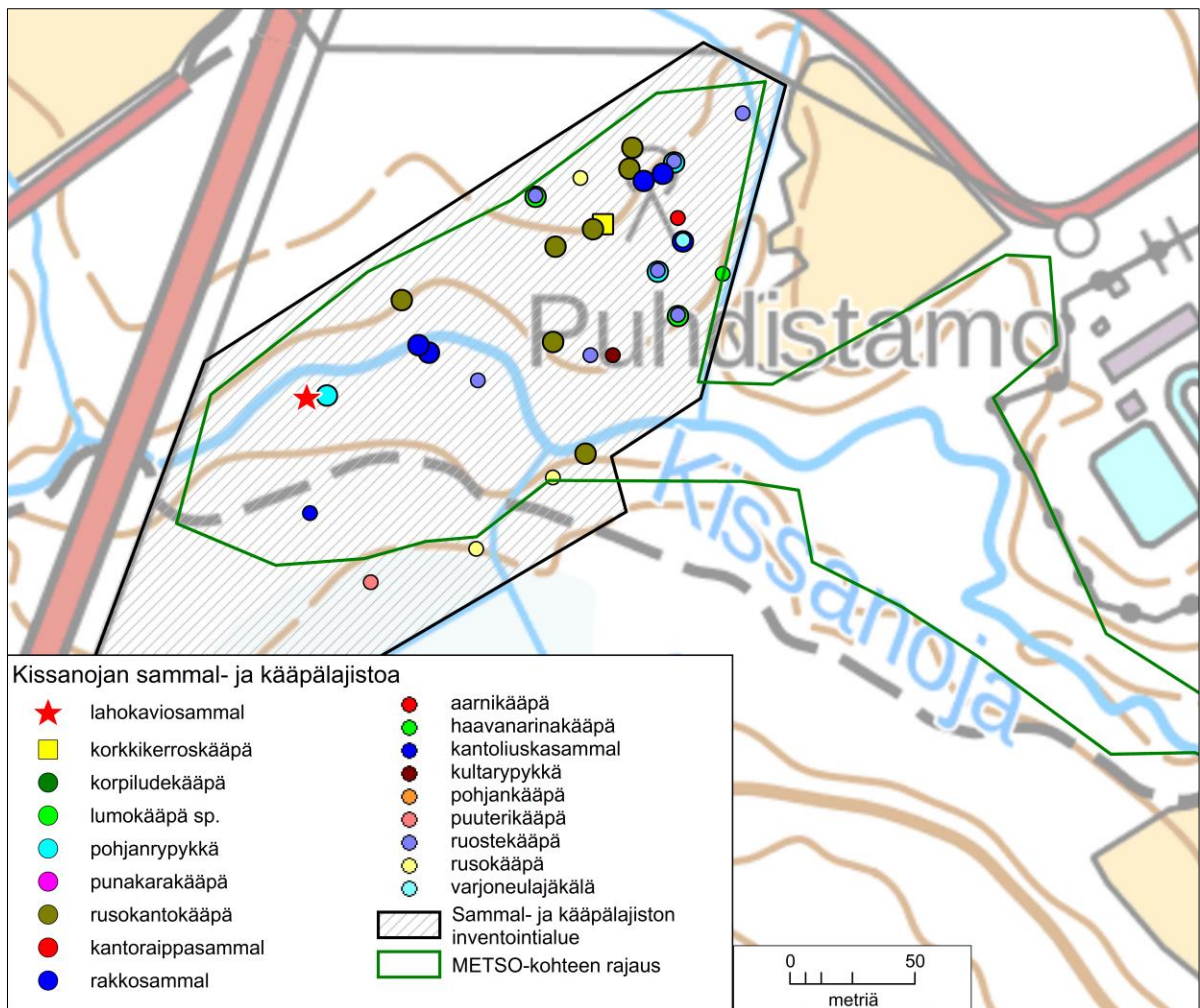 Puhdistamo
Kissanoja
Kissanojan sammal- ja kääpälajistoa
lahokaviosammal
korkkikerroskääpä
korpiludekääpä
lumokääpä sp.
pohjanrypykkä
punakarakääpä
rusokantokääpä
kantoraippasammal
rakkosammal
aarnikääpä
haavanarinakääpä
kantoliuskasammal
kultarypykkä
pohjankääpä
puuterikääpä
ruostekääpä
rusokääpä
varjoneulajäkälä
Sammal- ja kääpälajiston
inventointialue
METSO-kohteen rajaus
0 50
metriä